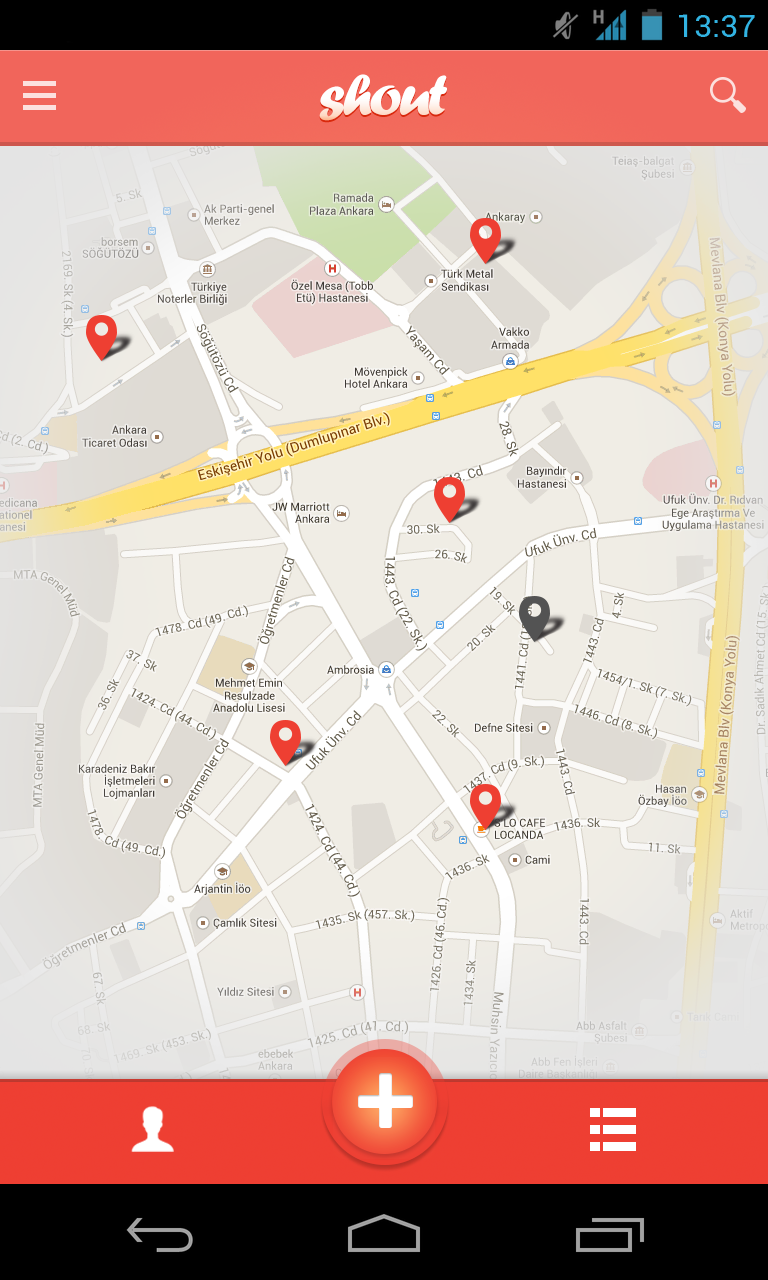 H
13:37
shout
Söğütözü
Teiaş-balgat
Şubesi
5. Sk
Ramada
Plaza Ankara
Ak Parti-genel
Merkez
Ankaray
borsem
SÖĞÜTÖZÜ
2169. Sk (4. Sk.)
Türkiye
Noterler Birliği
H
Özel Mesa (Tobb
Etü) Hastanesi
Türk Metal
Sendikası
Mevlana Blv (Konya Yolu)
Söğütözü Cd
Yaşam Cd
Vakko
Armada
Mövenpick
Hotel Ankara
Ankara
Ticaret Odası
Eskişehir Yolu (Dumlupınar Blv.)
28. Sk
Cd (2. Sk.)
H
edicana
ernational
anesi
JW Marriott
Ankara
1443. Cd
Bayındır
Hastanesi
H
Ufuk Ünv. Dr. Rıdvan
Ege Araştırma Ve
Uygulama Hastanesi
30. Sk
26. Sk
Ufuk Ünv. Cd
MTA Genel Müd
Öğretmenler Cd
1443. Cd (22. Sk.)
19. Sk
4. Sk
1478. Cd (49. Cd.)
20. Sk
1441. Cd (1
1443. Cd
Dr. Sadık Ahmet Cd (15. Sk.)
37. Sk
Ambrosia
Mehmet Emin
Resulzade
Anadolu Lisesi
36. Sk
1424. Cd (44. Cd.)
1454/1. Sk (7. Sk.)
Mevlana Blv (Konya Yolu)
22. Sk
Defne Sitesi
1446. Cd (8. Sk.)
MTA Genel Müd
Ufuk Ünv. Cd
Karadeniz Bakır
İşletmeleri
Lojmanları
Öğretmenler Cd
1437. Cd (9. Sk.)
1443. Cd
Hasan
Özbay İöo
1478. Cd (49. Cd.)
1424. Cd (44. Cd.)
LO CAFE
LOCANDA
1436. Sk
11. Sk
1436. Sk
Cami
Arjantin İöo
Çamlık Sitesi
1435. Sk (457. Sk.)
1426. Cd (46. Cd.)
1443. Cd
Aktif
Metropo
Öğretmenler Cd
67. Sk
1434. Sk
Yıldız Sitesi
H
Muhsin Yazıcıo
68. Sk
1469. Sk (453. Sk.)
1425. Cd (41. Cd.)
Abb Asfalt
Şubesi
Tarık Cami
70. Sk
ebebek
Ankara
Abb Fen İşleri
Daire Başkanlığı